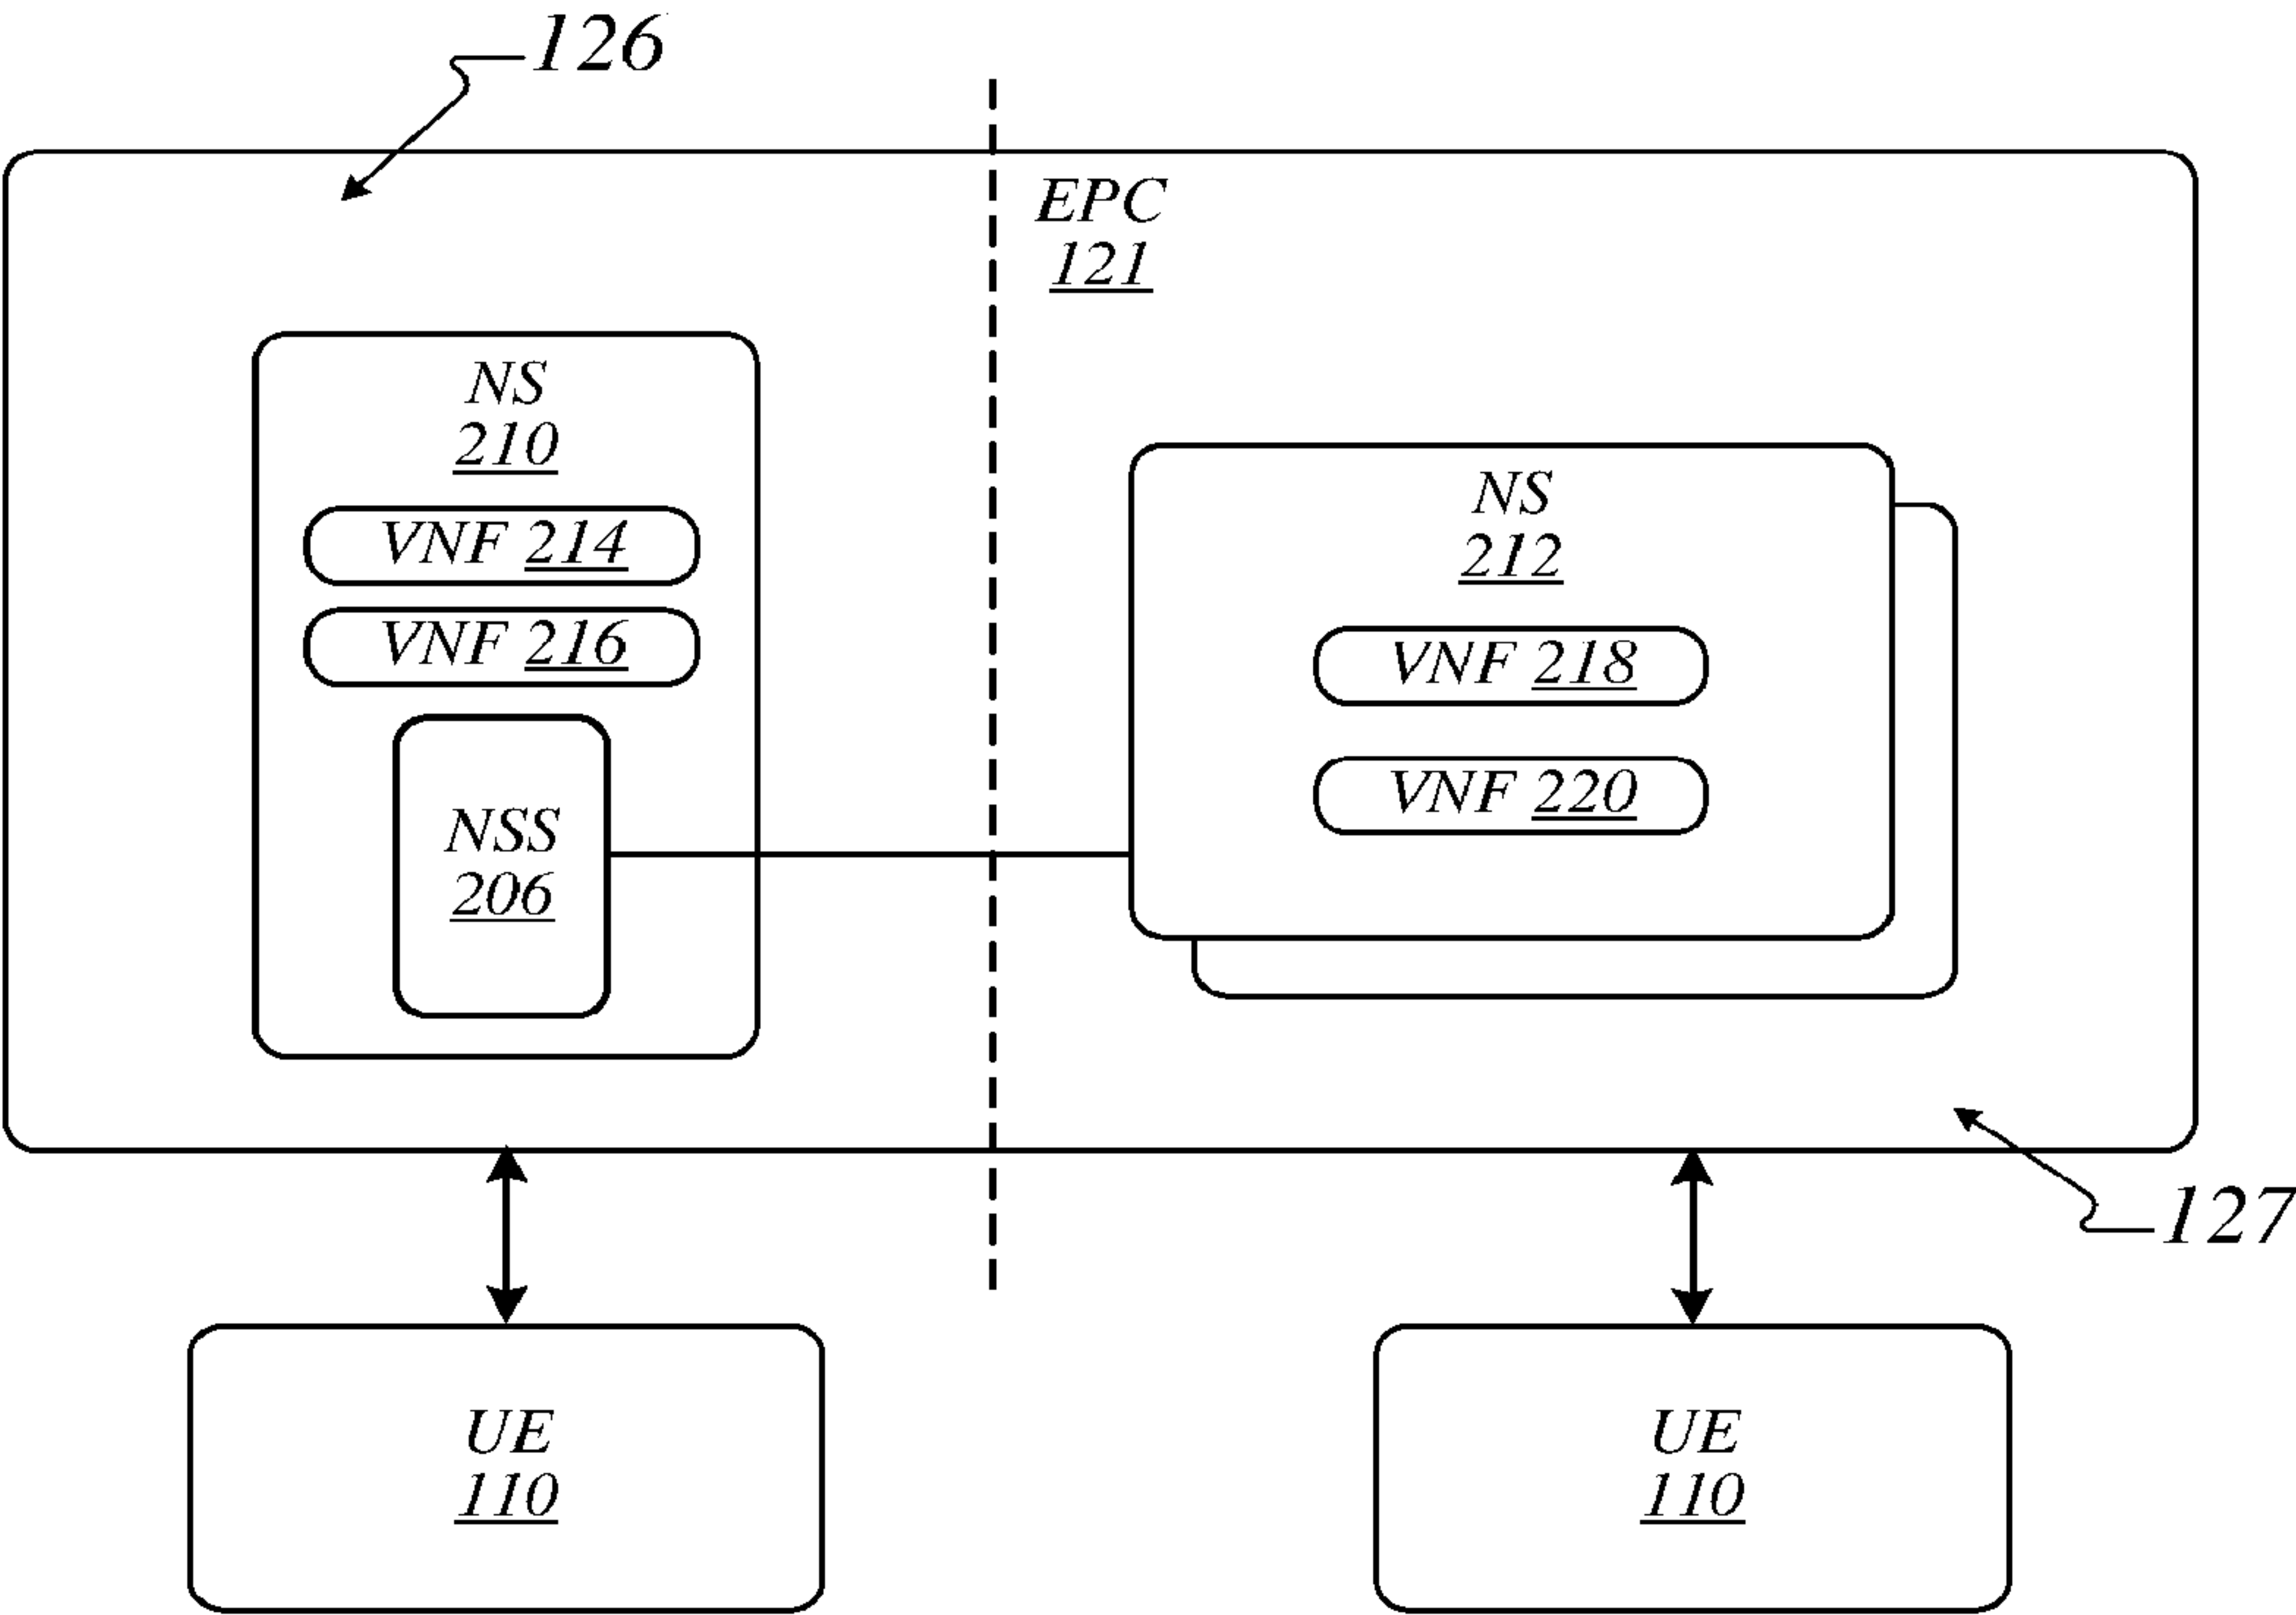 126
EPC
121
NS
210
VNF 214
VNF 216
NSS
206
NS
212
VNF 218
VNF 220
127
UE
110
UE
110